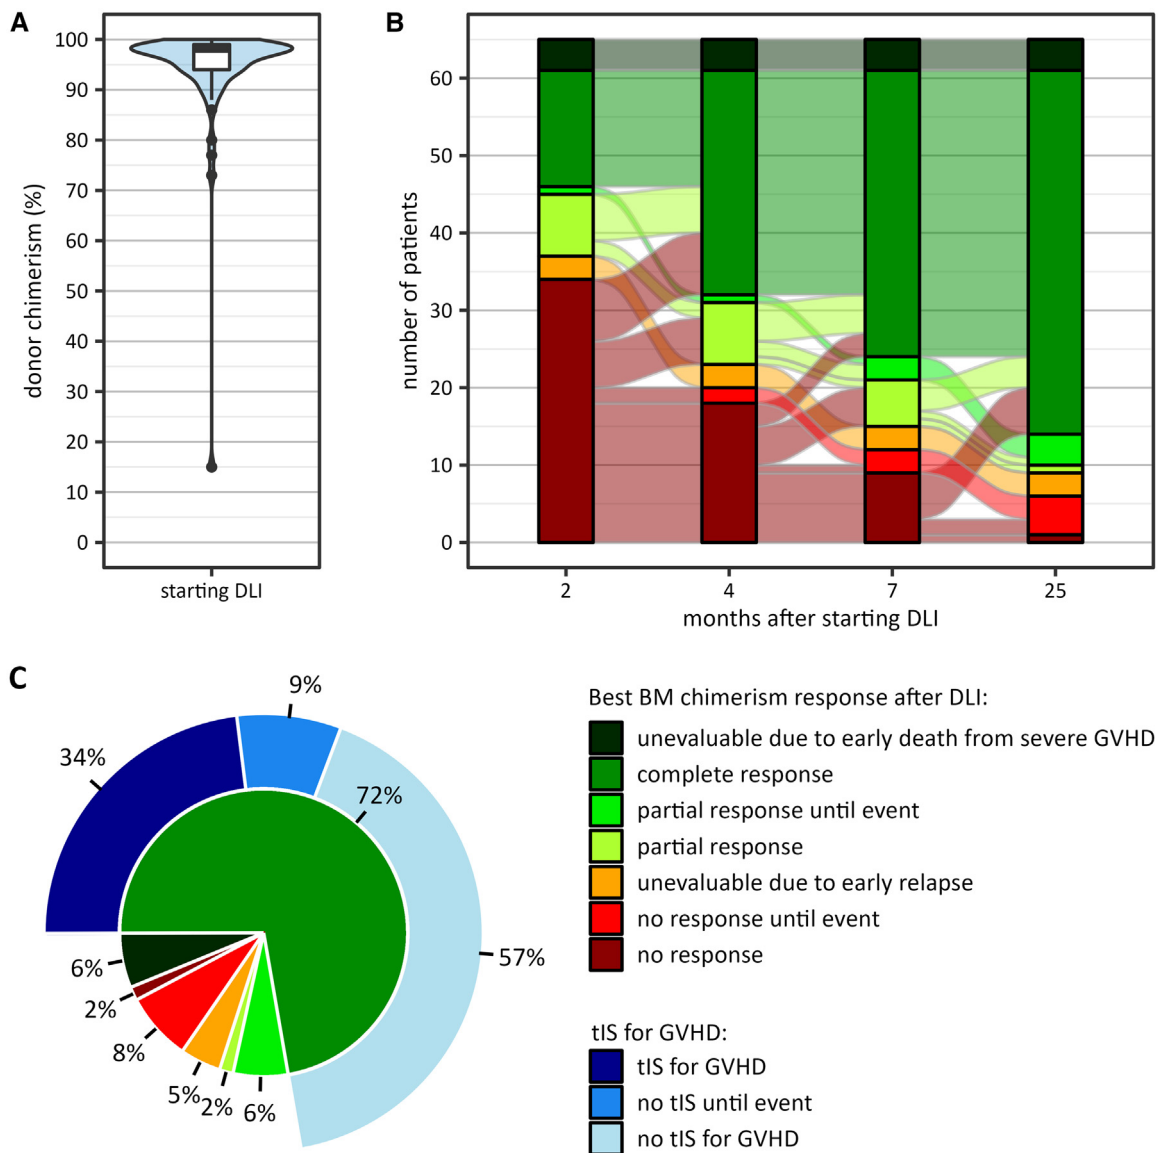 A
donor chimerism (%)
100
90
80
70
60
50
40
30
20
10
0
starting DLI
B
number of patients
60
50
40
30
20
10
0
2 4 7 25
months after starting DLI
C
9%
34%
72%
57%
6%
2%
8%
5%
2%
6%
Best BM chimerism response after DLI:
unevaluable due to early death from severe GVHD
complete response
partial response until event
partial response
unevaluable due to early relapse
no response until event
no response
tIS for GVHD:
tIS for GVHD
no tIS until event
no tIS for GVHD